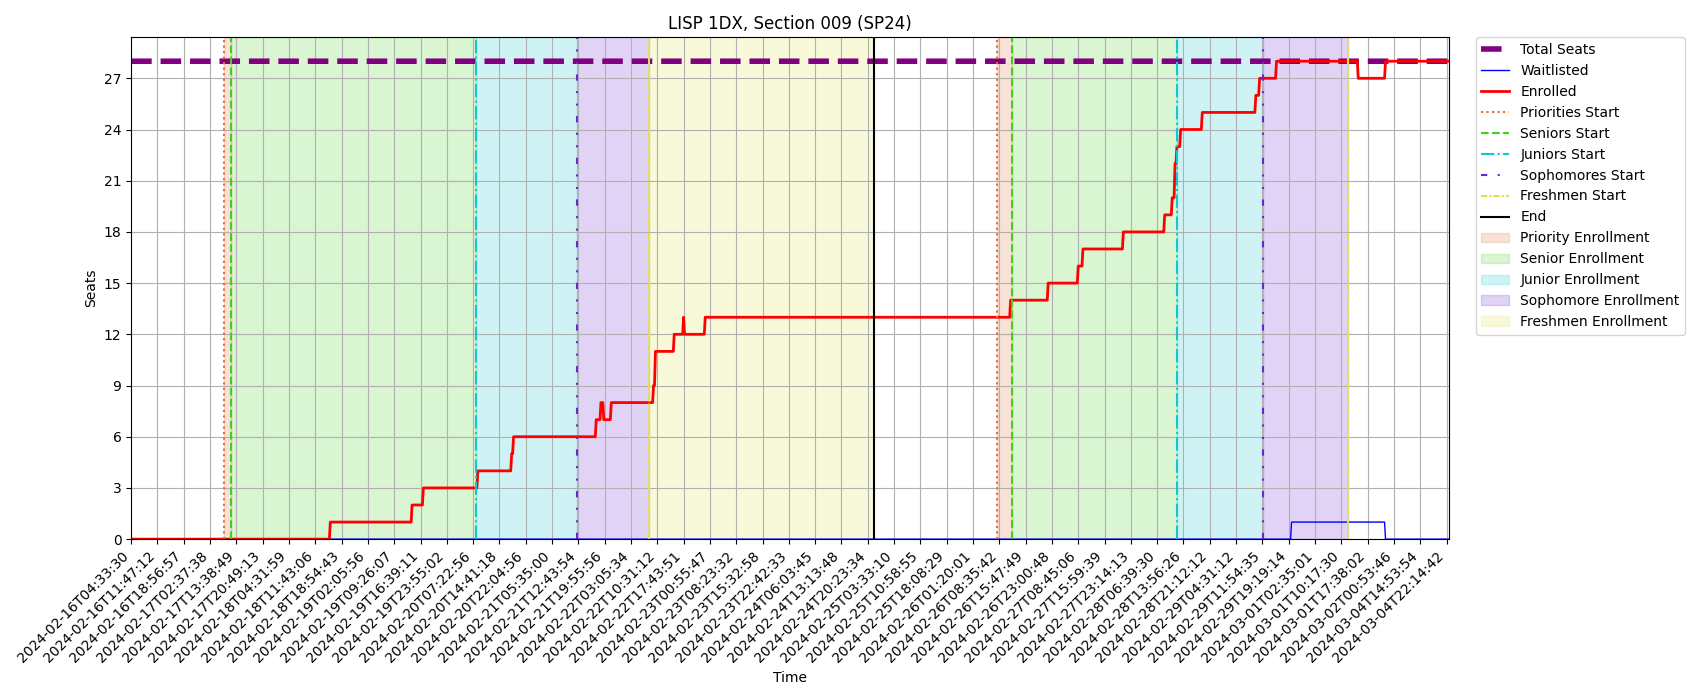 LISP 1DX, Section 009 (SP24)
Seats
27
24
21
18
15
12
9
6
3
0
2024-02-16T04:33:30
2024-02-16T11:47:12
2024-02-16T18:56:57
2024-02-17T02:37:38
2024-02-17T13:38:49
2024-02-17T20:49:13
2024-02-18T04:31:59
2024-02-18T11:43:06
2024-02-18T18:54:43
2024-02-19T02:05:56
2024-02-19T09:26:07
2024-02-19T16:39:11
2024-02-19T23:55:02
2024-02-20T07:22:56
2024-02-20T14:41:18
2024-02-20T22:04:56
2024-02-21T05:35:00
2024-02-21T12:43:54
2024-02-21T19:55:56
2024-02-22T03:05:34
2024-02-22T10:31:12
2024-02-22T17:43:51
2024-02-23T00:55:47
2024-02-23T08:23:32
2024-02-23T15:32:58
2024-02-23T22:42:33
2024-02-24T06:03:45
2024-02-24T13:13:48
2024-02-24T20:23:34
2024-02-25T03:33:10
2024-02-25T10:58:55
2024-02-25T18:08:29
2024-02-26T01:20:01
2024-02-26T08:35:42
2024-02-26T15:47:49
2024-02-26T23:00:48
2024-02-27T08:45:06
2024-02-27T15:59:39
2024-02-27T23:14:13
2024-02-28T06:39:30
2024-02-28T13:56:26
2024-02-28T21:12:12
2024-02-29T04:31:12
2024-02-29T11:54:35
2024-02-29T19:19:14
2024-03-01T02:35:01
2024-03-01T10:17:30
2024-03-01T17:38:02
2024-03-02T00:53:46
2024-03-04T14:53:54
2024-03-04T22:14:42
Time
Total Seats
Waitlisted
Enrolled
Priorities Start
Seniors Start
Juniors Start
Sophomores Start
Freshmen Start
End
Priority Enrollment
Senior Enrollment
Junior Enrollment
Sophomore Enrollment
Freshmen Enrollment